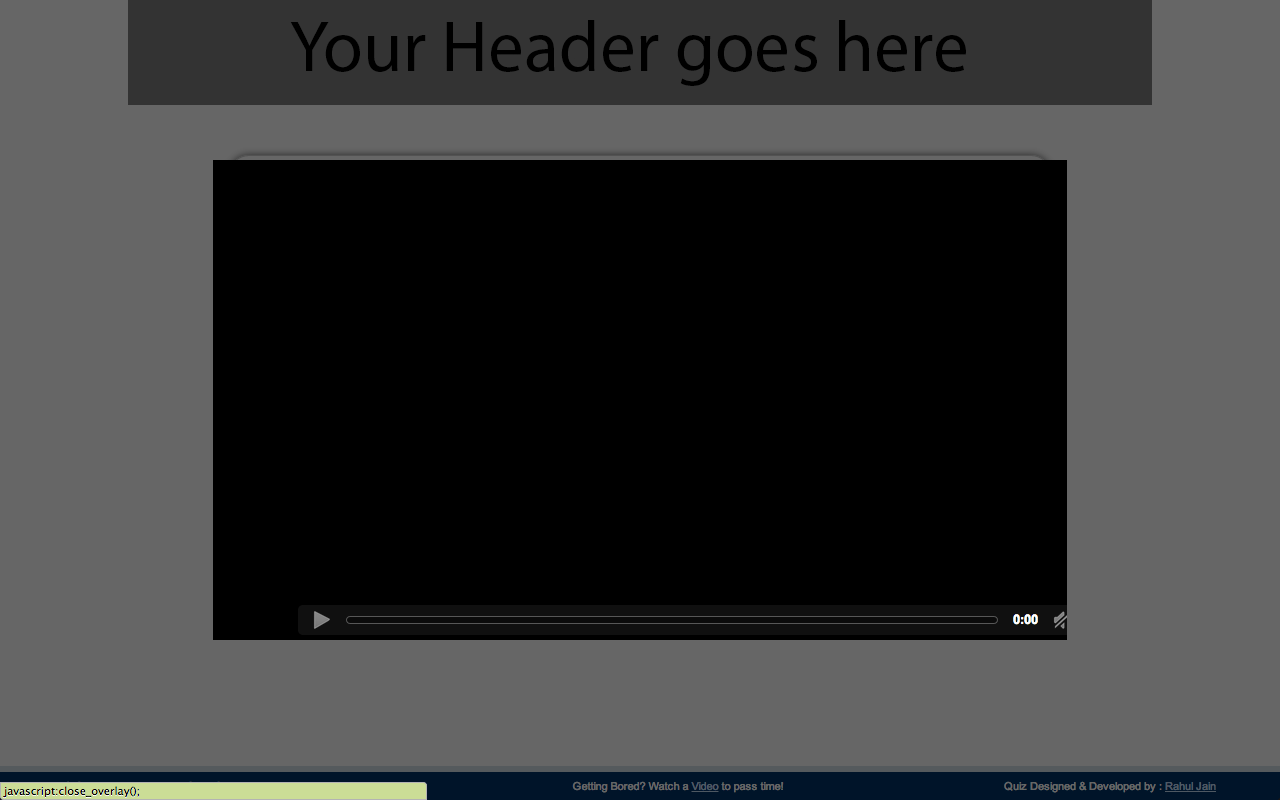 Your Header goes here
0:00
Getting Bored? Watch a Video to pass time!
Quiz Designed & Developed by : Rahul Jain
javascript:close_overlay();